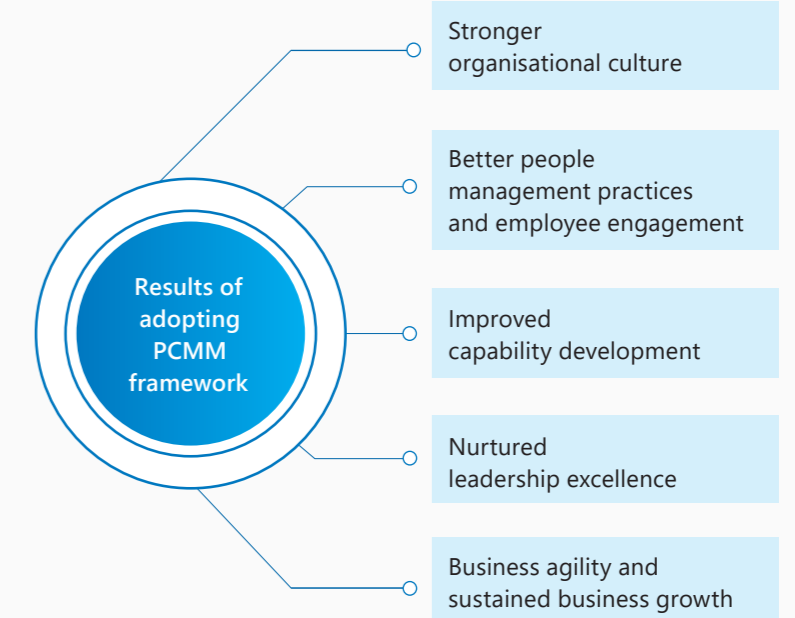 Stronger
organisational culture
Better people
management practices
and employee engagement
Results of
adopting
PCMM
framework
Improved
capability development
Nurtured
leadership excellence
Business agility and
sustained business growth